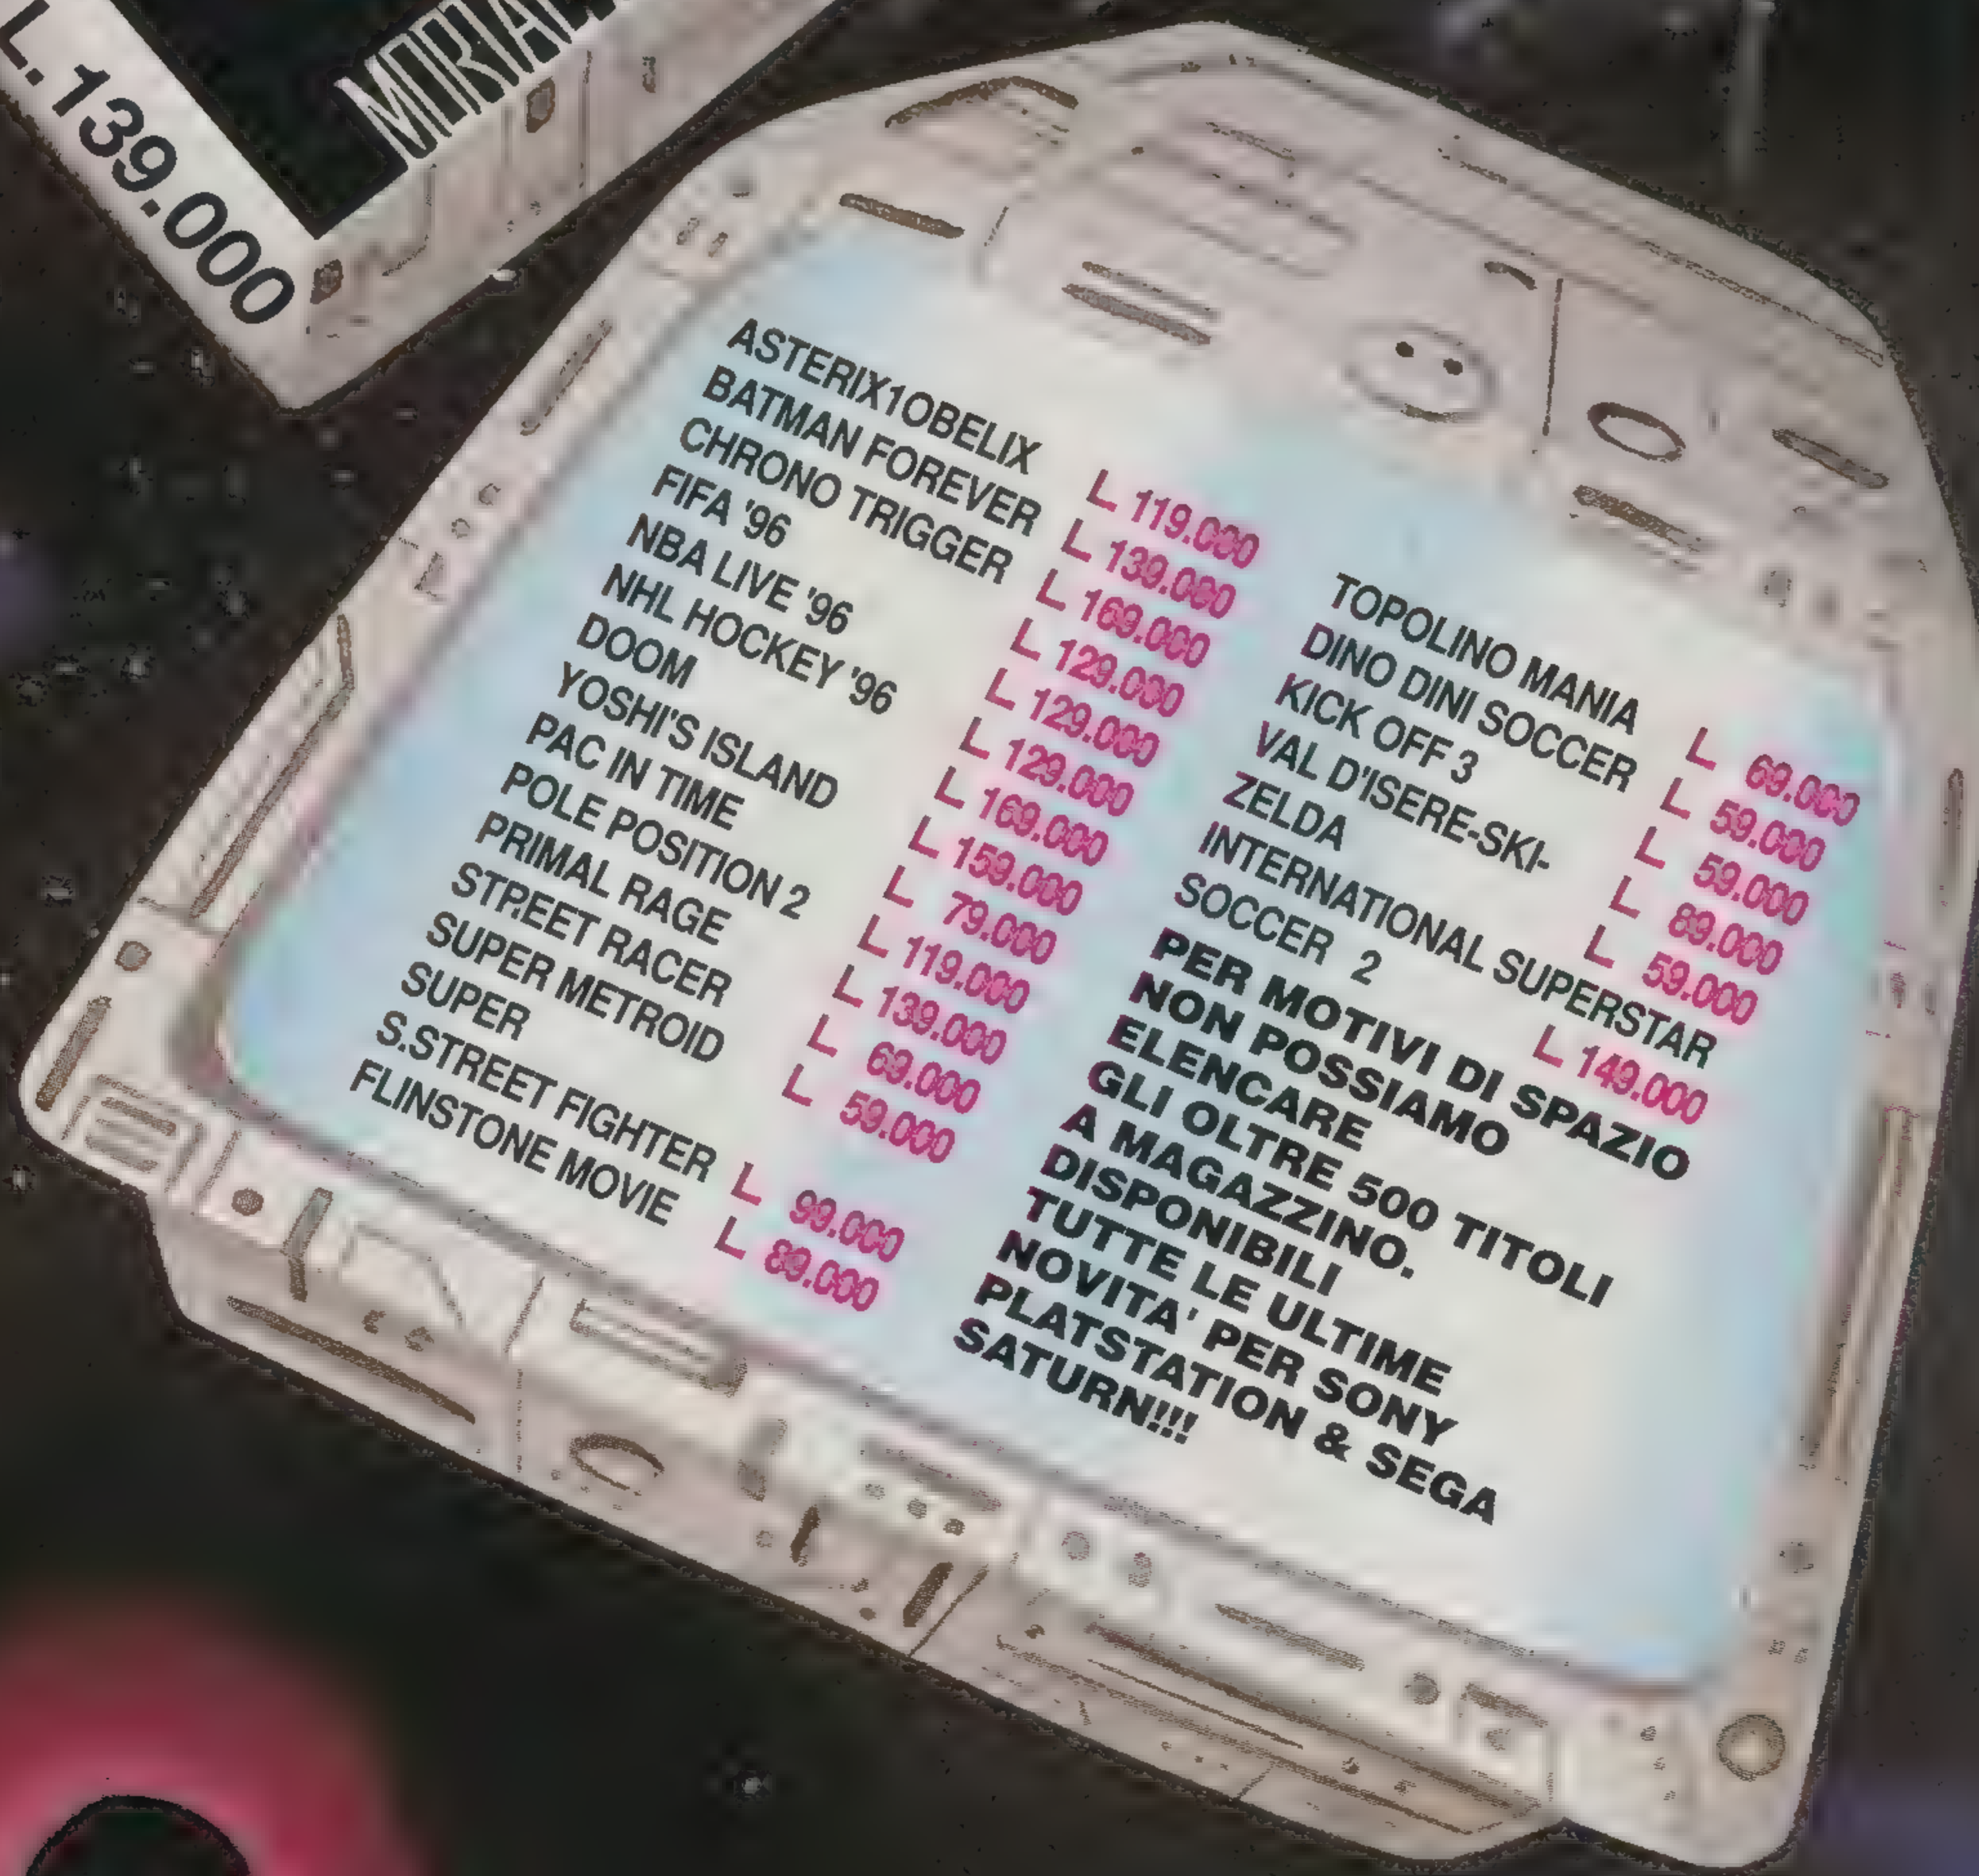 L.139.000
ASTERIX1OBELIX L 119.000
BATMAN FOREVER L 139.000
CHRONO TRIGGER L 169.000
FIFA '96 L 129.000
NBA LIVE '96 L 129.000
NHL HOCKEY '96 L 129.000
DOOM L 169.000
YOSHI'S ISLAND L 159.000
PAC IN TIME L 79.000
POLE POSITION 2 L 119.000
PRIMAL RAGE L 139.000
STREET RACER L 69.000
SUPER METROID L 59.000
SUPER
S.STREET FIGHTER L 99.000
FLINSTONE MOVIE L 89.000
TOPOLINO MANIA L 69.000
DINO DINI SOCCER L 59.000
KICK OFF 3 L 59.000
VAL D'ISERE-SKI- L 89.000
ZELDA L 59.000
INTERNATIONAL SUPERSTAR
SOCCER 2 L 149.000
PER MOTIVI DI SPAZIO
NON POSSIAMO
ELENCARE
GLI OLTRE 500 TITOLI
A MAGAZZINO.
DISPONIBILI
TUTTE LE ULTIME
NOVITA' PER SONY
PLATSTATION & SEGA
SATURN!!!